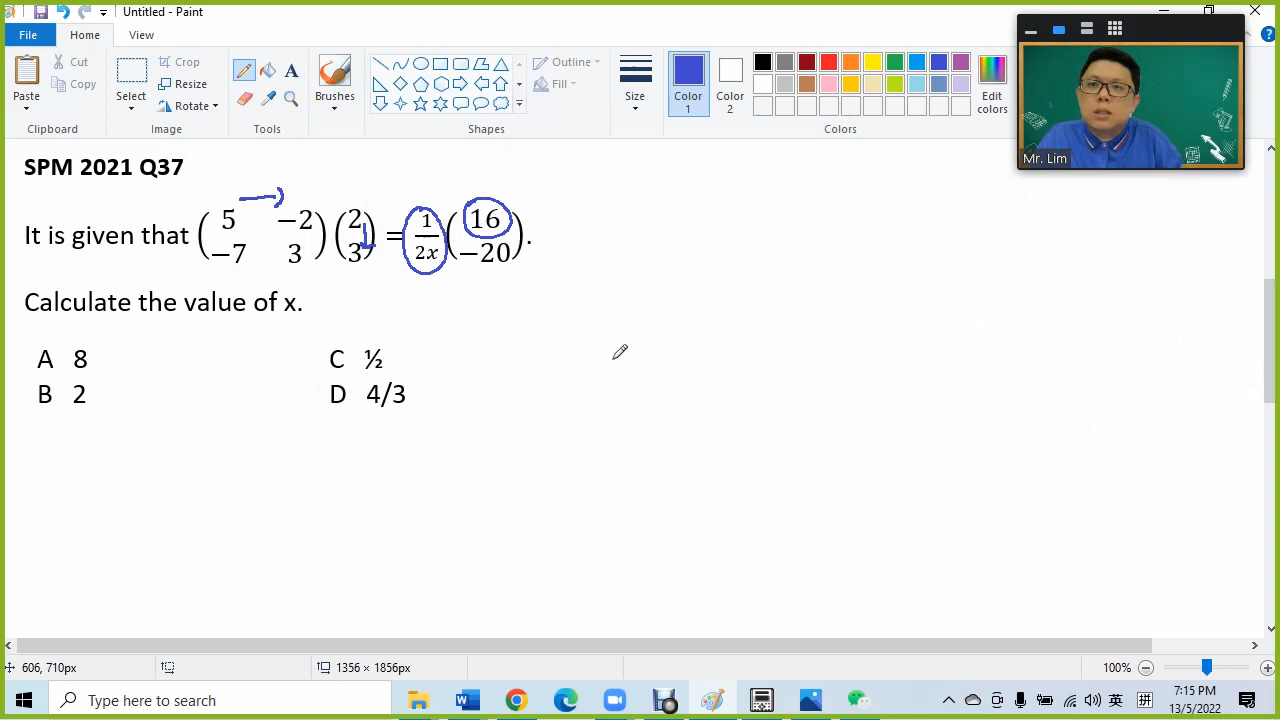 Untitled - Paint
File Home View
Paste Cut Copy
Clipboard
Select Crop Resize Rotate
Image
A
Tools
Brushes
Outline Fill
Shapes
Size
Color 1 Color 2 Edit colors
Colors
Mr. Lim
SPM 2021 Q37
It is given that (5 −2 −7 3)(2 3) = 1/2x (16 −20).
Calculate the value of x.
A 8
B 2
C ½
D 4/3
606, 710px 1356 × 1856px 100%
Type here to search
W
英 拼
7:15 PM
13/5/2022